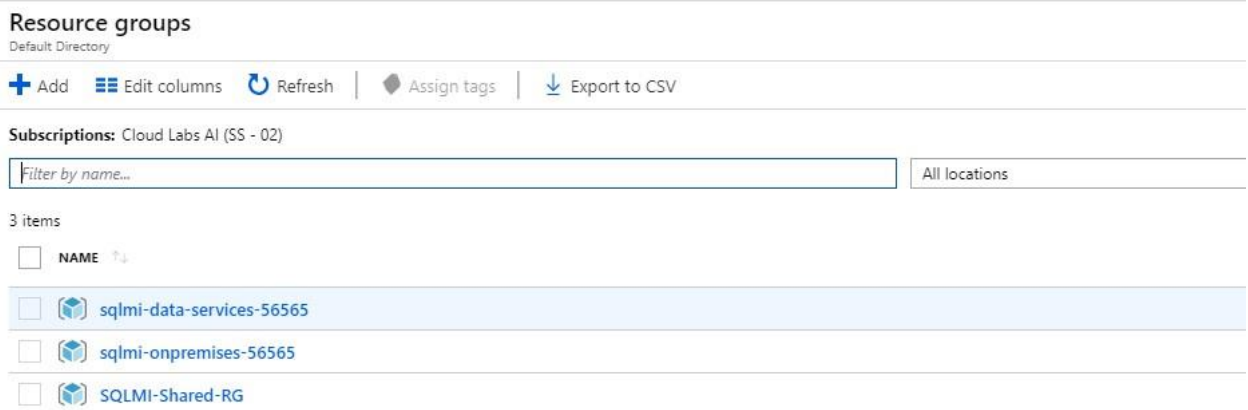 Resource groups
Default Directory
Add Edit columns Refresh Assign tags Export to CSV
Subscriptions: Cloud Labs AI (SS - 02)
Filter by name... All locations
3 items
NAME
sqlmi-data-services-56565
sqlmi-onpremises-56565
SQLMI-Shared-RG